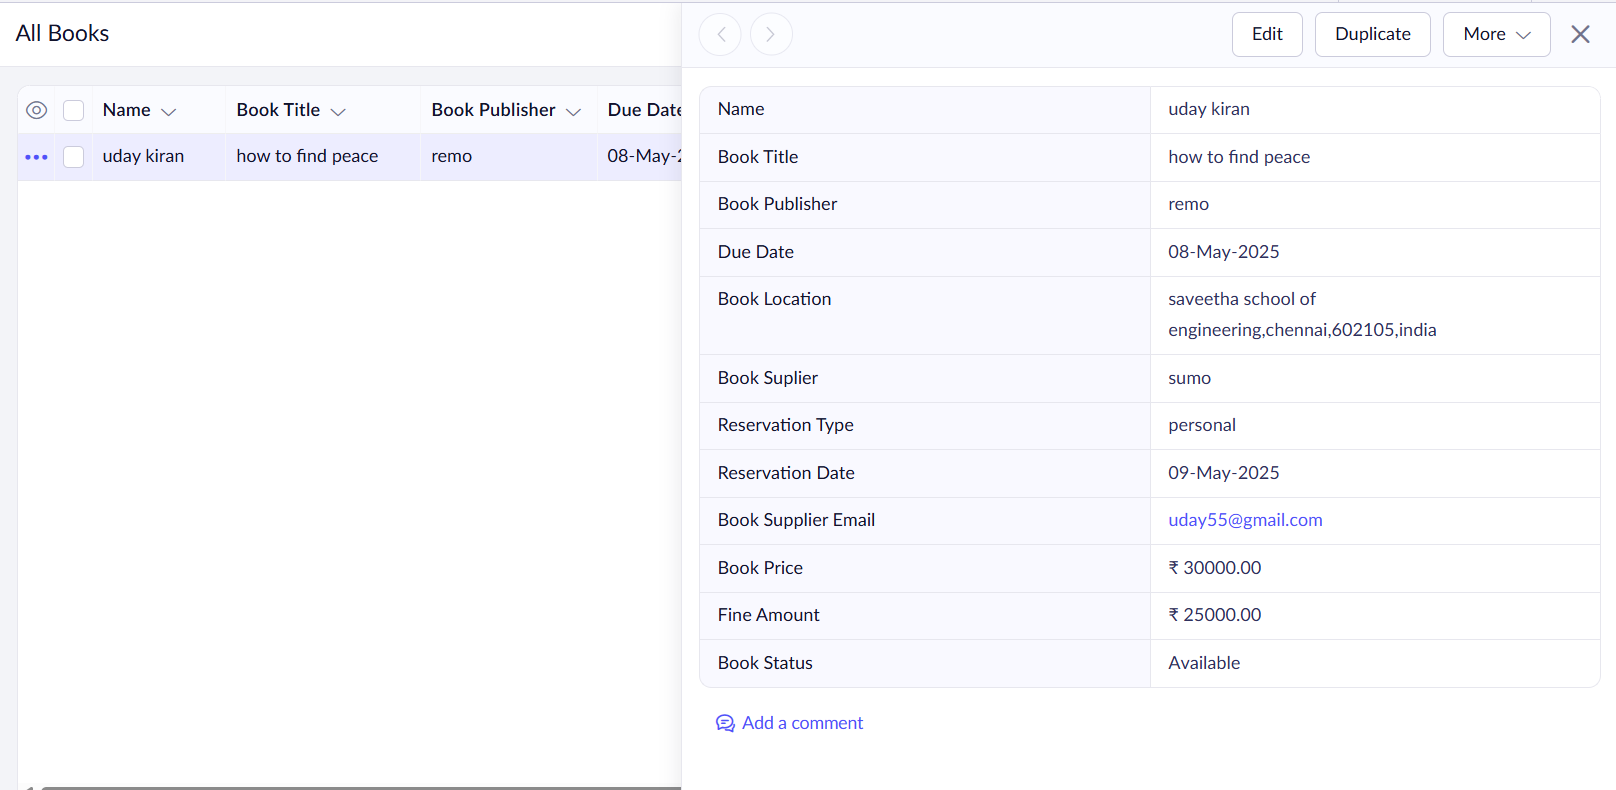 All Books
Edit Duplicate More
Name Book Title Book Publisher Due Date
uday kiran how to find peace remo 08-May-2
Name uday kiran
Book Title how to find peace
Book Publisher remo
Due Date 08-May-2025
Book Location saveetha school of
engineering,chennai,602105,india
Book Suplier sumo
Reservation Type personal
Reservation Date 09-May-2025
Book Supplier Email uday55@gmail.com
Book Price ₹ 30000.00
Fine Amount ₹ 25000.00
Book Status Available
Add a comment